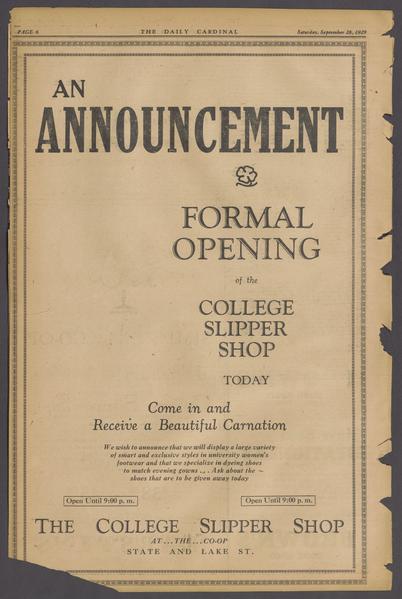 PAGE 6 THE DAILY CARDINAL Saturday, September 28, 1929
AN
ANNOUNCEMENT
FORMAL
OPENING
of the
COLLEGE
SLIPPER
SHOP
TODAY
Come in and
Receive a Beautiful Carnation
We wish to announce that we will display a large variety
of smart and exclusive styles in university women's
footwear and that we specialize in dyeing shoes
to match evening gowns ... Ask about the ~
shoes that are to be given away today
Open Until 9:00 p. m. Open Until 9:00 p. m.
THE COLLEGE SLIPPER SHOP
AT...THE...CO-OP
STATE AND LAKE ST.